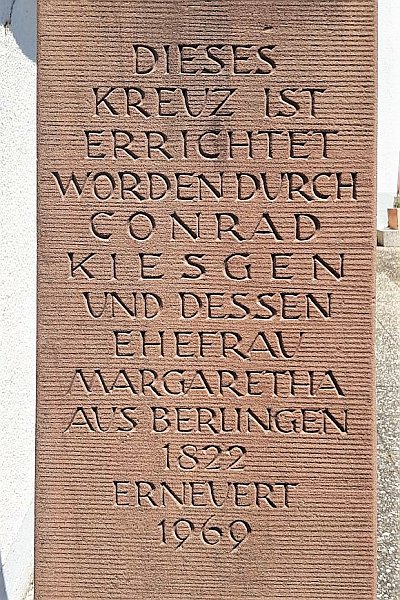 DIESES
KREUZ IST
ERRICHTET
WORDEN DURCH
CONRAD
KIESGEN
UND DESSEN
EHEFRAU
MARGARETHA
AUS BERLINGEN
1822
ERNEUERT
1969